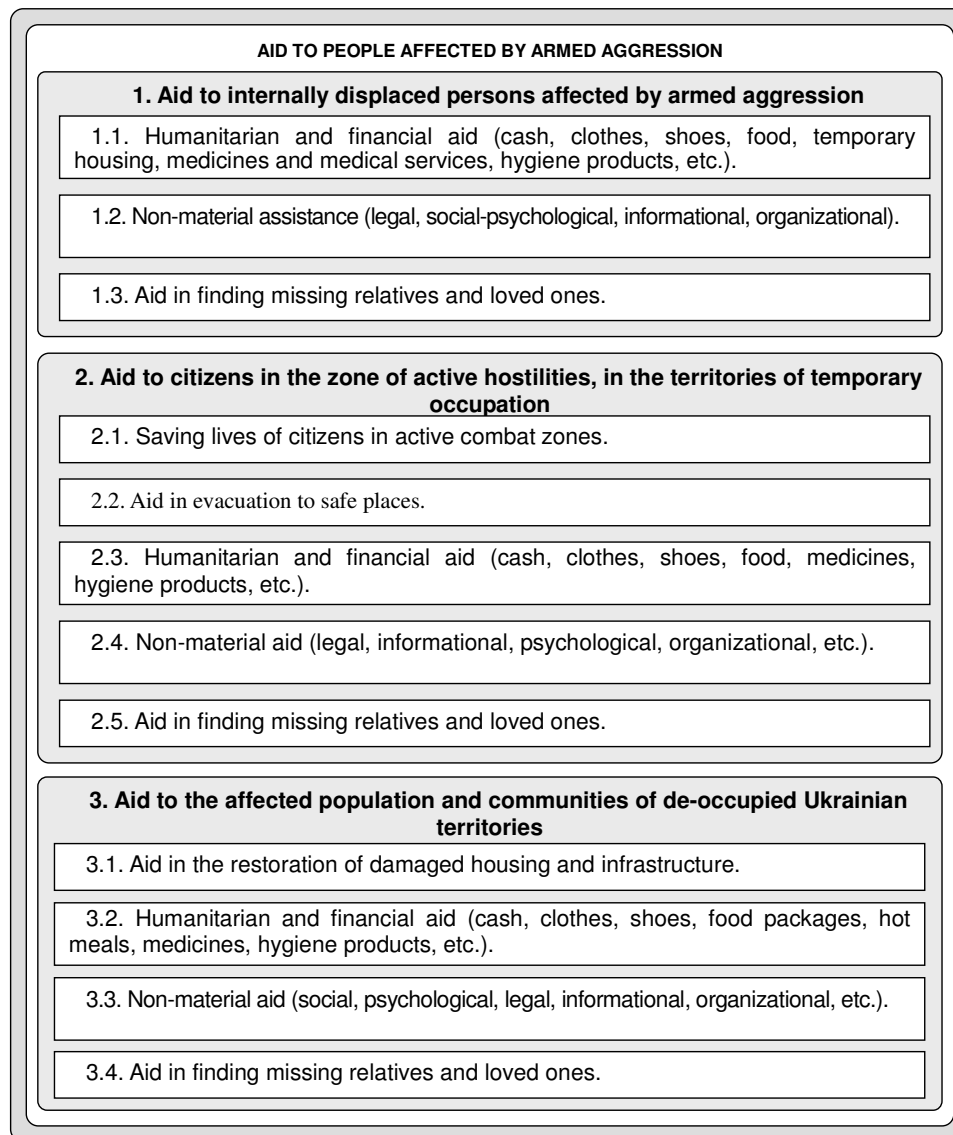 AID TO PEOPLE AFFECTED BY ARMED AGGRESSION
1. Aid to internally displaced persons affected by armed aggression
1.1. Humanitarian and financial aid (cash, clothes, shoes, food, temporary
housing, medicines and medical services, hygiene products, etc.).
1.2. Non-material assistance (legal, social-psychological, informational, organizational).
1.3. Aid in finding missing relatives and loved ones.
2. Aid to citizens in the zone of active hostilities, in the territories of temporary
occupation
2.1. Saving lives of citizens in active combat zones.
2.2. Aid in evacuation to safe places.
2.3. Humanitarian and financial aid (cash, clothes, shoes, food, medicines,
hygiene products, etc.).
2.4. Non-material aid (legal, informational, psychological, organizational, etc.).
2.5. Aid in finding missing relatives and loved ones.
3. Aid to the affected population and communities of de-occupied Ukrainian
territories
3.1. Aid in the restoration of damaged housing and infrastructure.
3.2. Humanitarian and financial aid (cash, clothes, shoes, food packages, hot
meals, medicines, hygiene products, etc.).
3.3. Non-material aid (social, psychological, legal, informational, organizational, etc.).
3.4. Aid in finding missing relatives and loved ones.